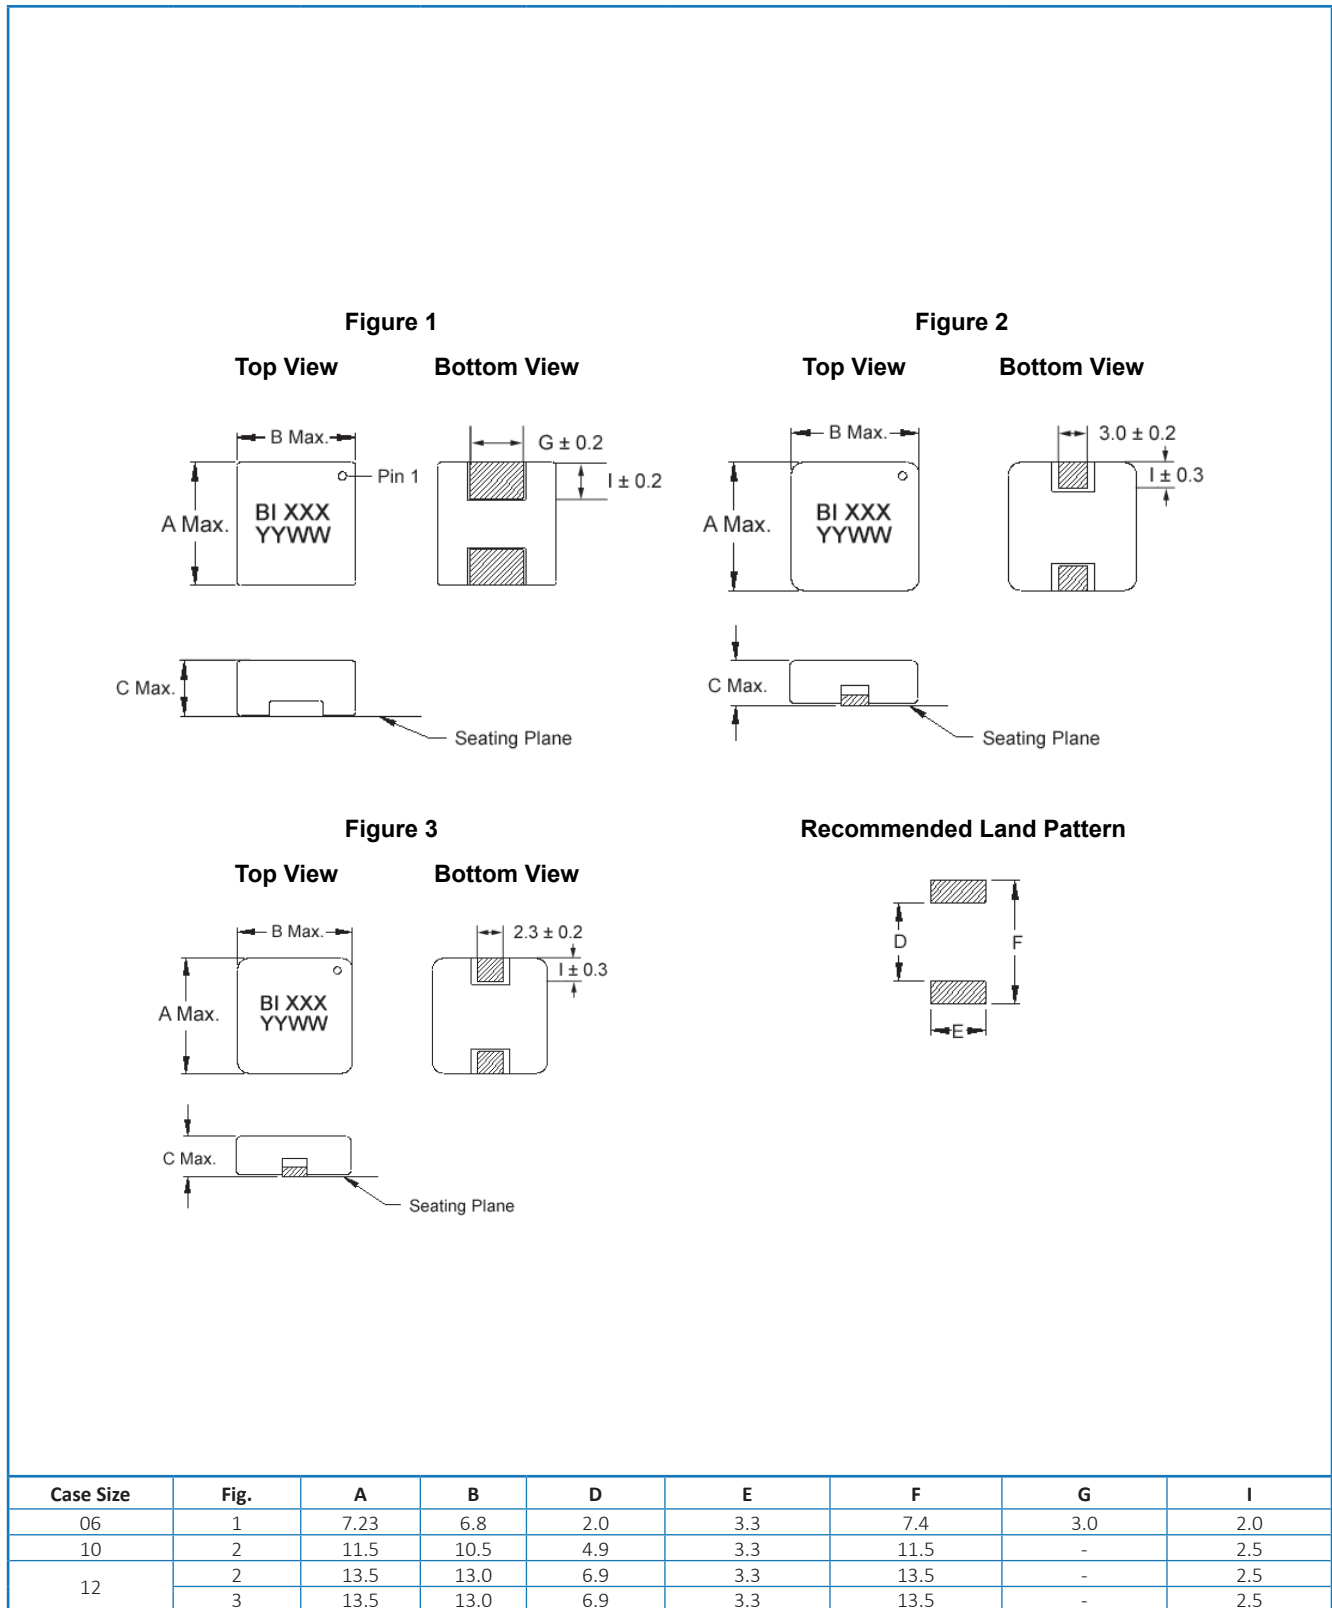 Figure 1
Top View Bottom View
B Max.
G ± 0.2
Pin 1
I ± 0.2
A Max.
BI XXX
YYWW
C Max.
Seating Plane
Figure 2
Top View Bottom View
B Max.
3.0 ± 0.2
I ± 0.3
A Max.
BI XXX
YYWW
C Max.
Seating Plane
Figure 3
Top View Bottom View
B Max.
2.3 ± 0.2
I ± 0.3
A Max.
BI XXX
YYWW
C Max.
Seating Plane
Recommended Land Pattern
D
F
E
Case Size Fig. A B D E F G I
06 1 7.23 6.8 2.0 3.3 7.4 3.0 2.0
10 2 11.5 10.5 4.9 3.3 11.5 - 2.5
12 2 13.5 13.0 6.9 3.3 13.5 - 2.5
3 13.5 13.0 6.9 3.3 13.5 - 2.5